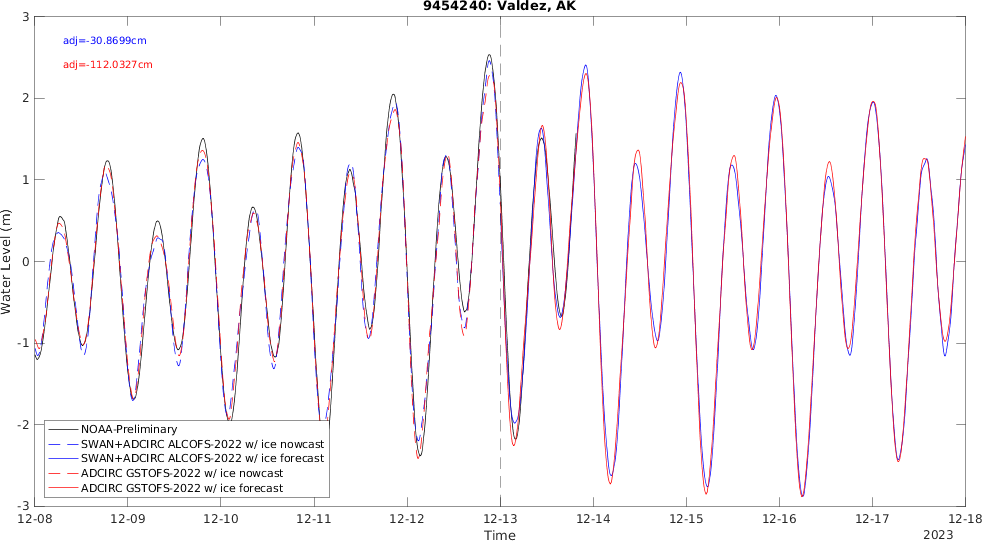 9454240: Valdez, AK
adj=-30.8699cm
adj=-112.0327cm
3
2
1
0
-1
-2
-3
Water Level (m)
NOAA-Preliminary
SWAN+ADCIRC ALCOFS-2022 w/ ice nowcast
SWAN+ADCIRC ALCOFS-2022 w/ ice forecast
ADCIRC GSTOFS-2022 w/ ice nowcast
ADCIRC GSTOFS-2022 w/ ice forecast
12-08 12-09 12-10 12-11 12-12 12-13 12-14 12-15 12-16 12-17 12-18
Time
2023